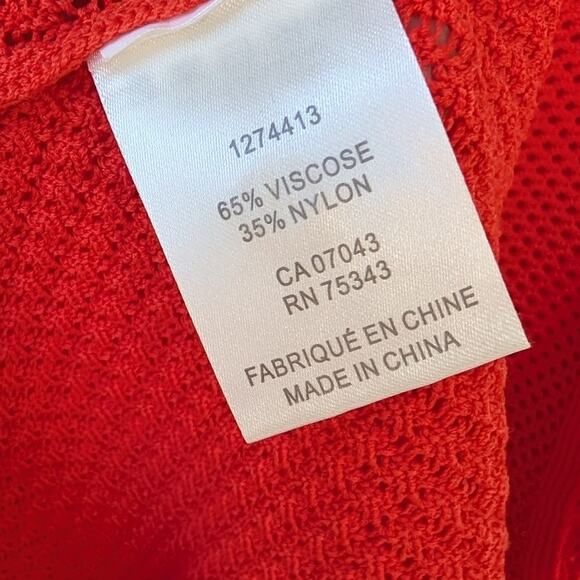 1274413
65% VISCOSE
35% NYLON
CA 07043
RN 75343
FABRIQUÉ EN CHINE
MADE IN CHINA